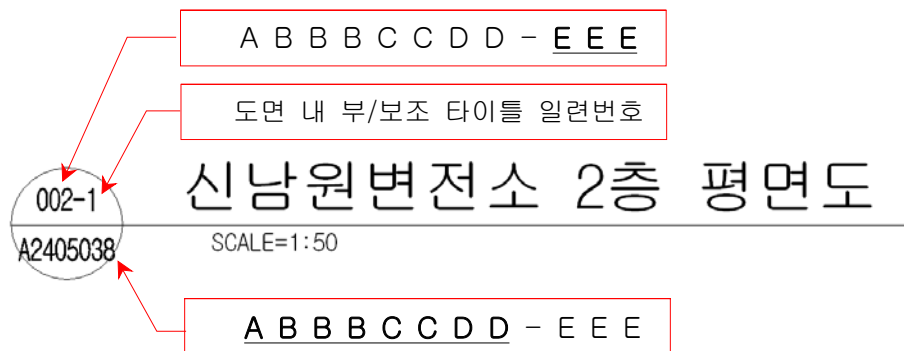 A B B B C C D D - E E E
도면 내 부/보조 타이틀 일련번호
002-1
신남원변전소 2층 평면도
A2405038
SCALE=1:50
A B B B C C D D - E E E